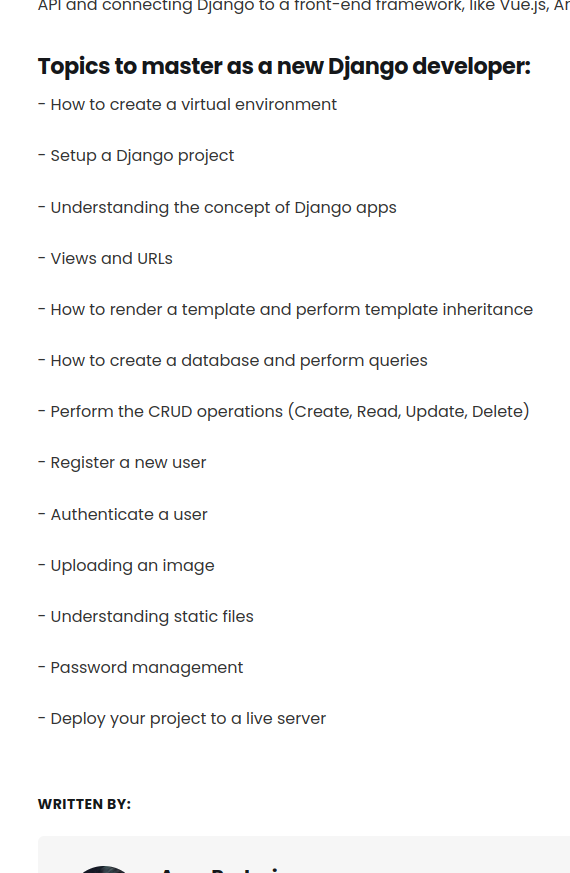 API and connecting Django to a front-end framework, like Vue.js,
Topics to master as a new Django developer:
- How to create a virtual environment
- Setup a Django project
- Understanding the concept of Django apps
- Views and URLs
- How to render a template and perform template inheritance
- How to create a database and perform queries
- Perform the CRUD operations (Create, Read, Update, Delete)
- Register a new user
- Authenticate a user
- Uploading an image
- Understanding static files
- Password management
- Deploy your project to a live server
WRITTEN BY: